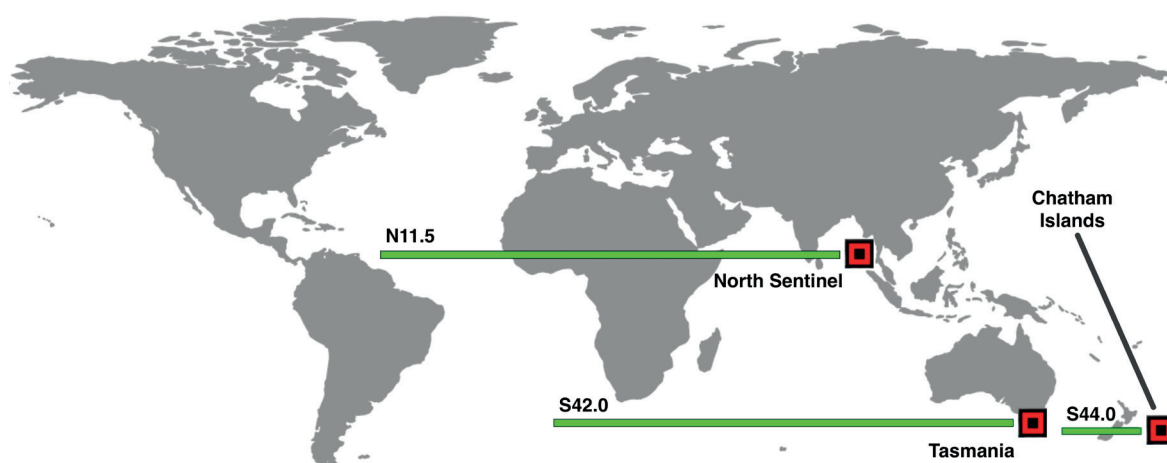 Chatham
Islands
N11.5
North Sentinel
S42.0
S44.0
Tasmania